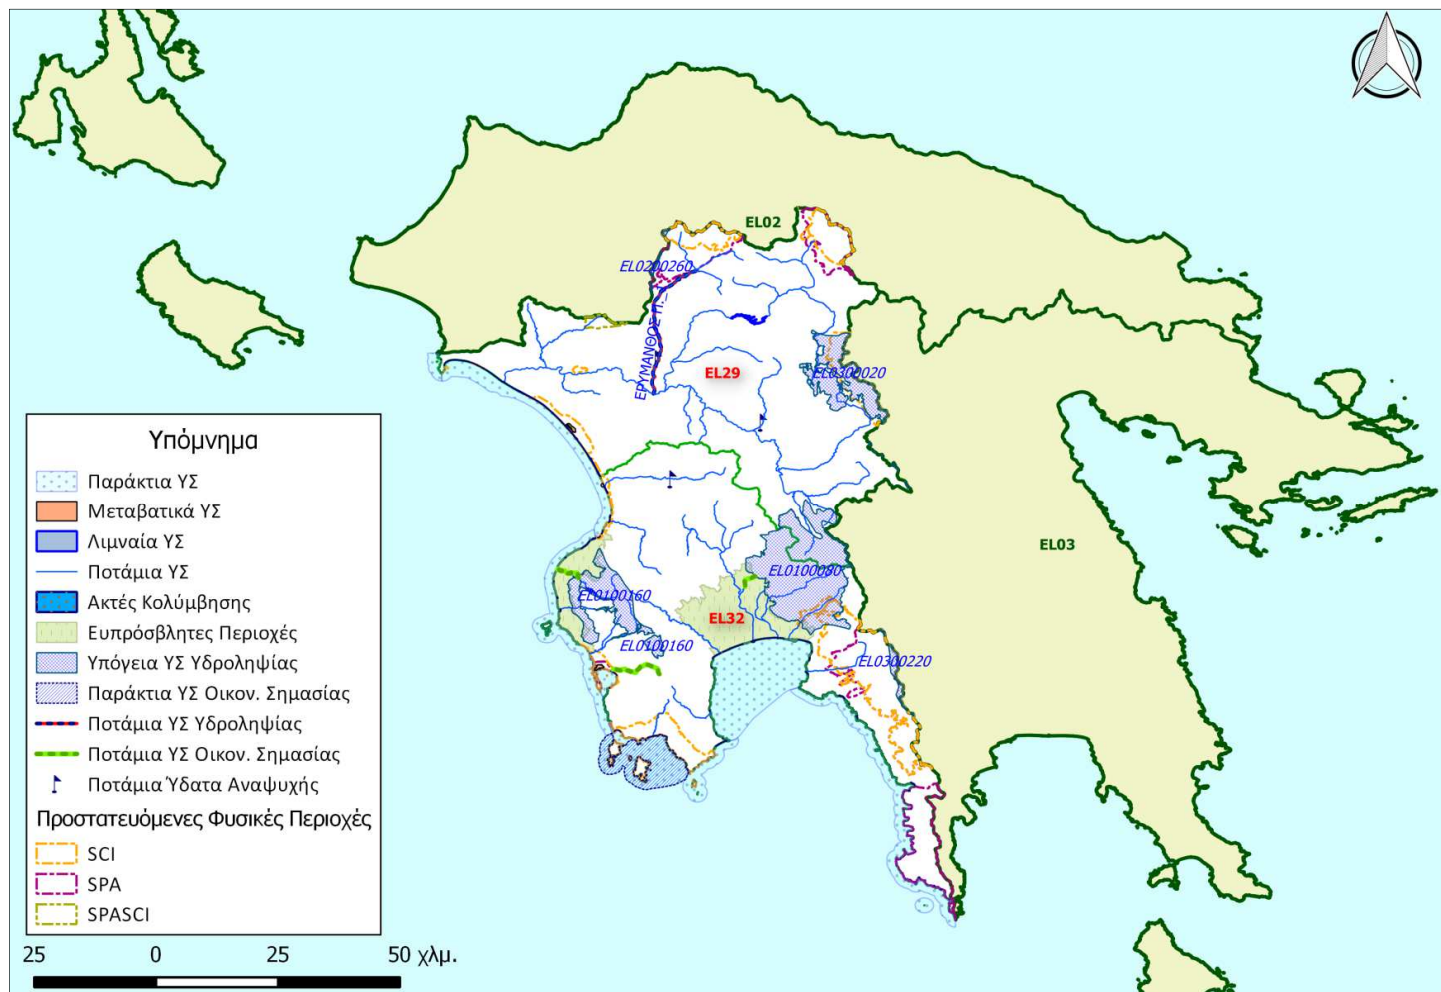 EL02
EL0200260
ΕΡΥΜΑΝΘΟΣ Π._
EL29
EL0300020
EL03
EL0100080
EL0100160
EL32
EL0100160
EL0300220
Υπόμνημα
Παράκτια ΥΣ
Μεταβατικά ΥΣ
Λιμναία ΥΣ
Ποτάμια ΥΣ
Ακτές Κολύμβησης
Ευπρόσβλητες Περιοχές
Υπόγεια ΥΣ Υδροληψίας
Παράκτια ΥΣ Οικον. Σημασίας
Ποτάμια ΥΣ Υδροληψίας
Ποτάμια ΥΣ Οικον. Σημασίας
Ποτάμια Ύδατα Αναψυχής
Προστατευόμενες Φυσικές Περιοχές
SCI
SPA
SPASCI
25 0 25 50 χλμ.